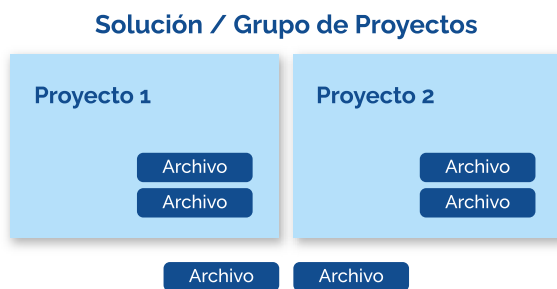 Solución / Grupo de Proyectos
Proyecto 1
Archivo
Archivo
Proyecto 2
Archivo
Archivo
Archivo
Archivo